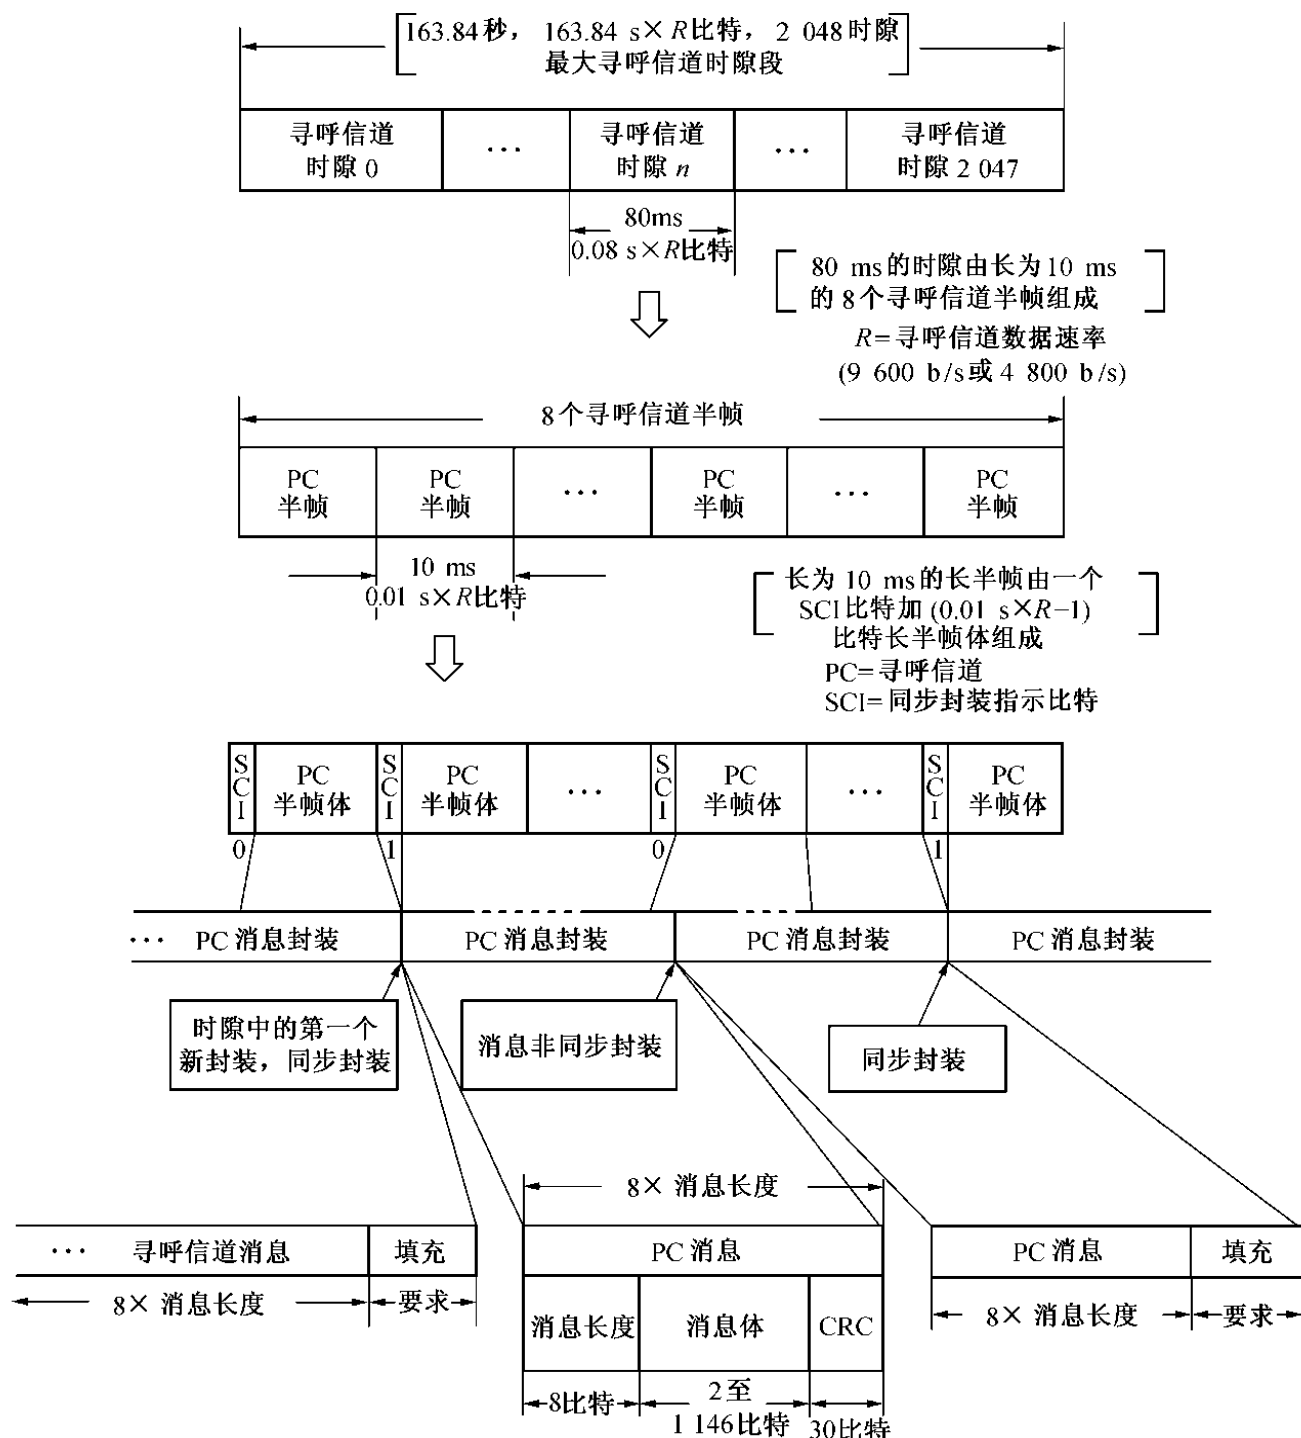 163.84秒， 163.84 s×R比特， 2 048时隙
最大寻呼信道时隙段
寻呼信道
时隙 0
···
寻呼信道
时隙 n
···
寻呼信道
时隙 2 047
80ms
0.08 s×R比特
80 ms的时隙由长为10 ms
的 8个寻呼信道半帧组成
R=寻呼信道数据速率
(9 600 b/s或 4 800 b/s)
8个寻呼信道半帧
PC
半帧
PC
半帧
···
PC
半帧
···
PC
半帧
10 ms
0.01 s×R比特
长为 10 ms的长半帧由一个
SCI比特加 (0.01 s×R-1)
比特长半帧体组成
PC=寻呼信道
SCI=同步封装指示比特
SCI
PC
半帧体
SCI
PC
半帧体
···
SCI
PC
半帧体
···
SCI
PC
半帧体
0
1
0
1
··· PC 消息封装
PC 消息封装
PC 消息封装
PC 消息封装
时隙中的第一个
新封装，同步封装
消息非同步封装
同步封装
8× 消息长度
··· 寻呼信道消息
填充
PC 消息
PC 消息
填充
8× 消息长度
要求
消息长度
消息体
CRC
8× 消息长度
要求
8比特
2至
1 146比特
30比特